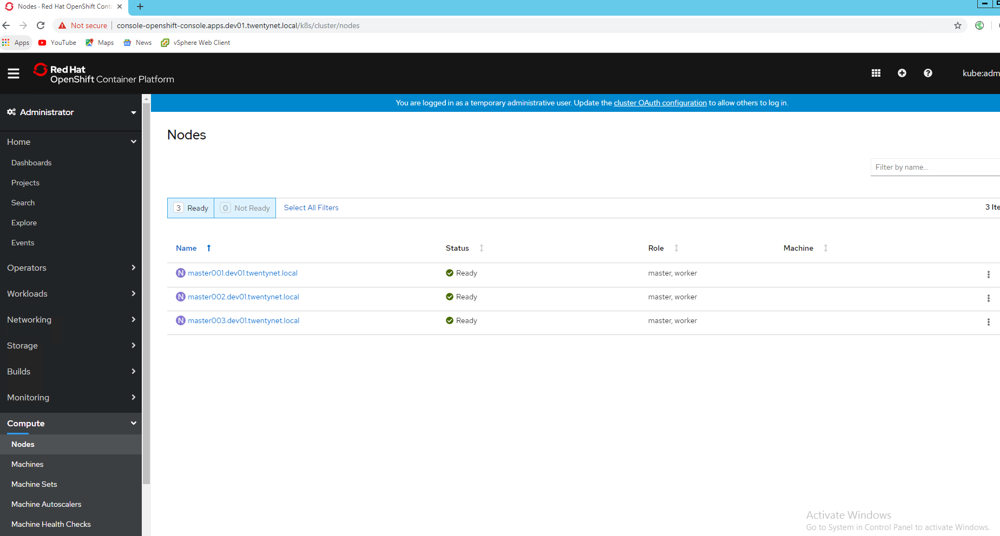 Nodes · Red Hat OpenShift Conta
Not secure
console-openshift-console.apps.dev01.twentynet.local/k8s/cluster/nodes
Apps
YouTube
Maps
News
vSphere Web Client
Red Hat
OpenShift Container Platform
kube:adm
Administrator
You are logged in as a temporary administrative user. Update the cluster OAuth configuration to allow others to log in.
Home
Dashboards
Projects
Search
Explore
Events
Operators
Workloads
Networking
Storage
Builds
Monitoring
Compute
Nodes
Machines
Machine Sets
Machine Autoscalers
Machine Health Checks
Nodes
Filter by name...
3 Ready
0 Not Ready
Select All Filters
3 Ite
Name Status Role Machine
N master001.dev01.twentynet.local Ready master, worker
N master002.dev01.twentynet.local Ready master, worker
N master003.dev01.twentynet.local Ready master, worker
Activate Windows
Go to System in Control Panel to activate Windows.